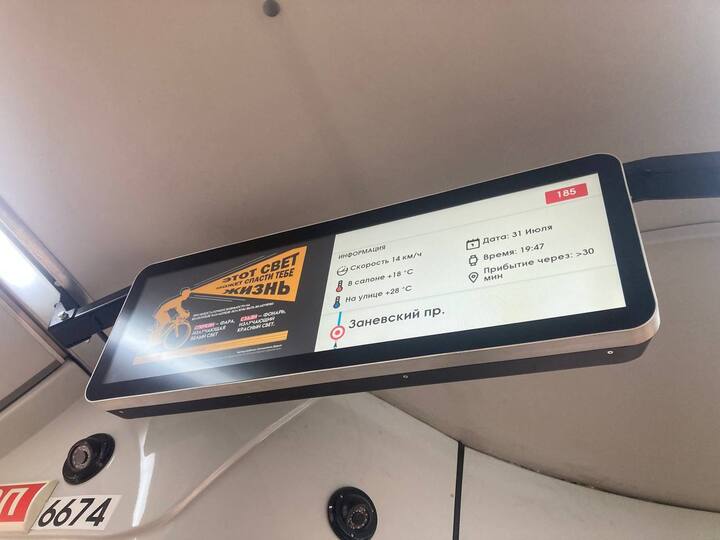 ЭТОТ СВЕТ
МОЖЕТ СПАСТИ ТЕБЕ
ЖИЗНЬ
СПЕРЕДИ – ФАРА,
ИЗЛУЧАЮЩАЯ
БЕЛЫЙ СВЕТ.
СЗАДИ – ФОНАРЬ,
ИЗЛУЧАЮЩИЙ
КРАСНЫЙ СВЕТ.
185
ИНФОРМАЦИЯ
Скорость 14 км/ч
В салоне +18 °C
На улице +28 °C
Дата: 31 Июля
Время: 19:47
Прибытие через: >30
мин
Заневский пр.
6674